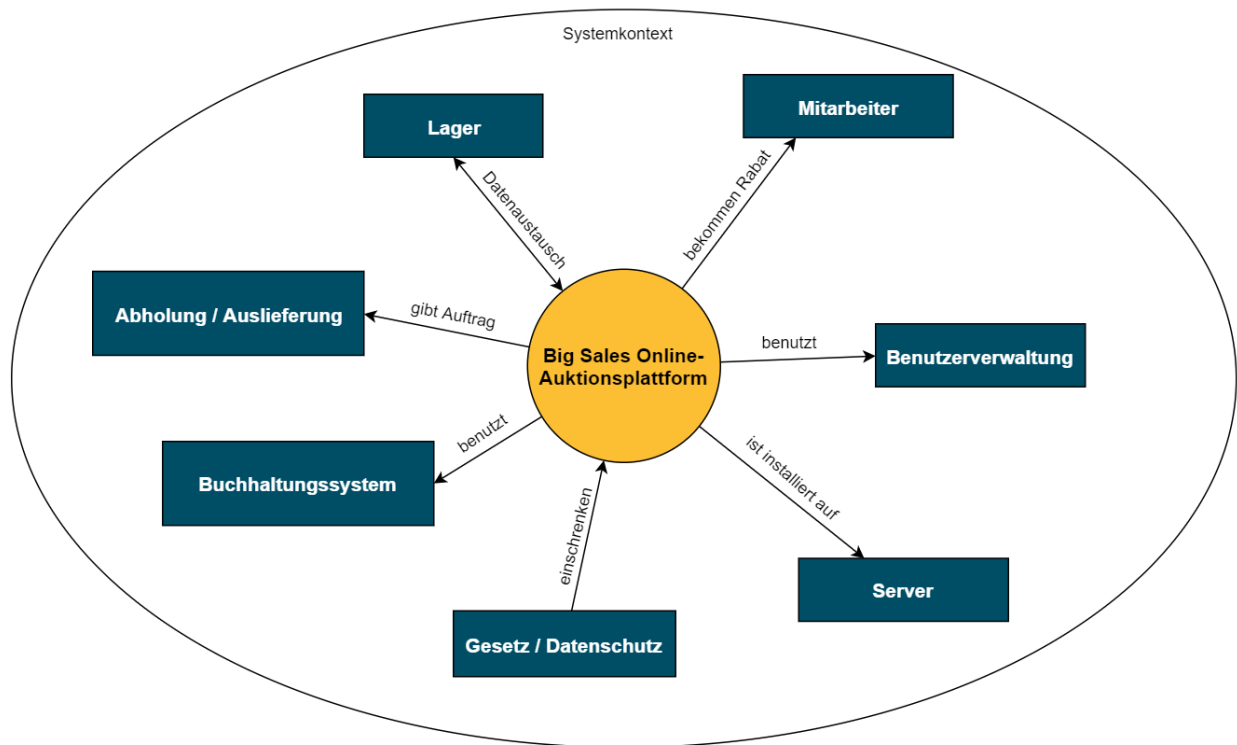 Systemkontext
Lager
Mitarbeiter
Datenaustausch
bekommen Rabat
Abholung / Auslieferung
gibt Auftrag
Big Sales Online-
Auktionsplattform
benutzt
Benutzerverwaltung
benutzt
Buchhaltungssystem
ist installiert auf
einschrenken
Server
Gesetz / Datenschutz